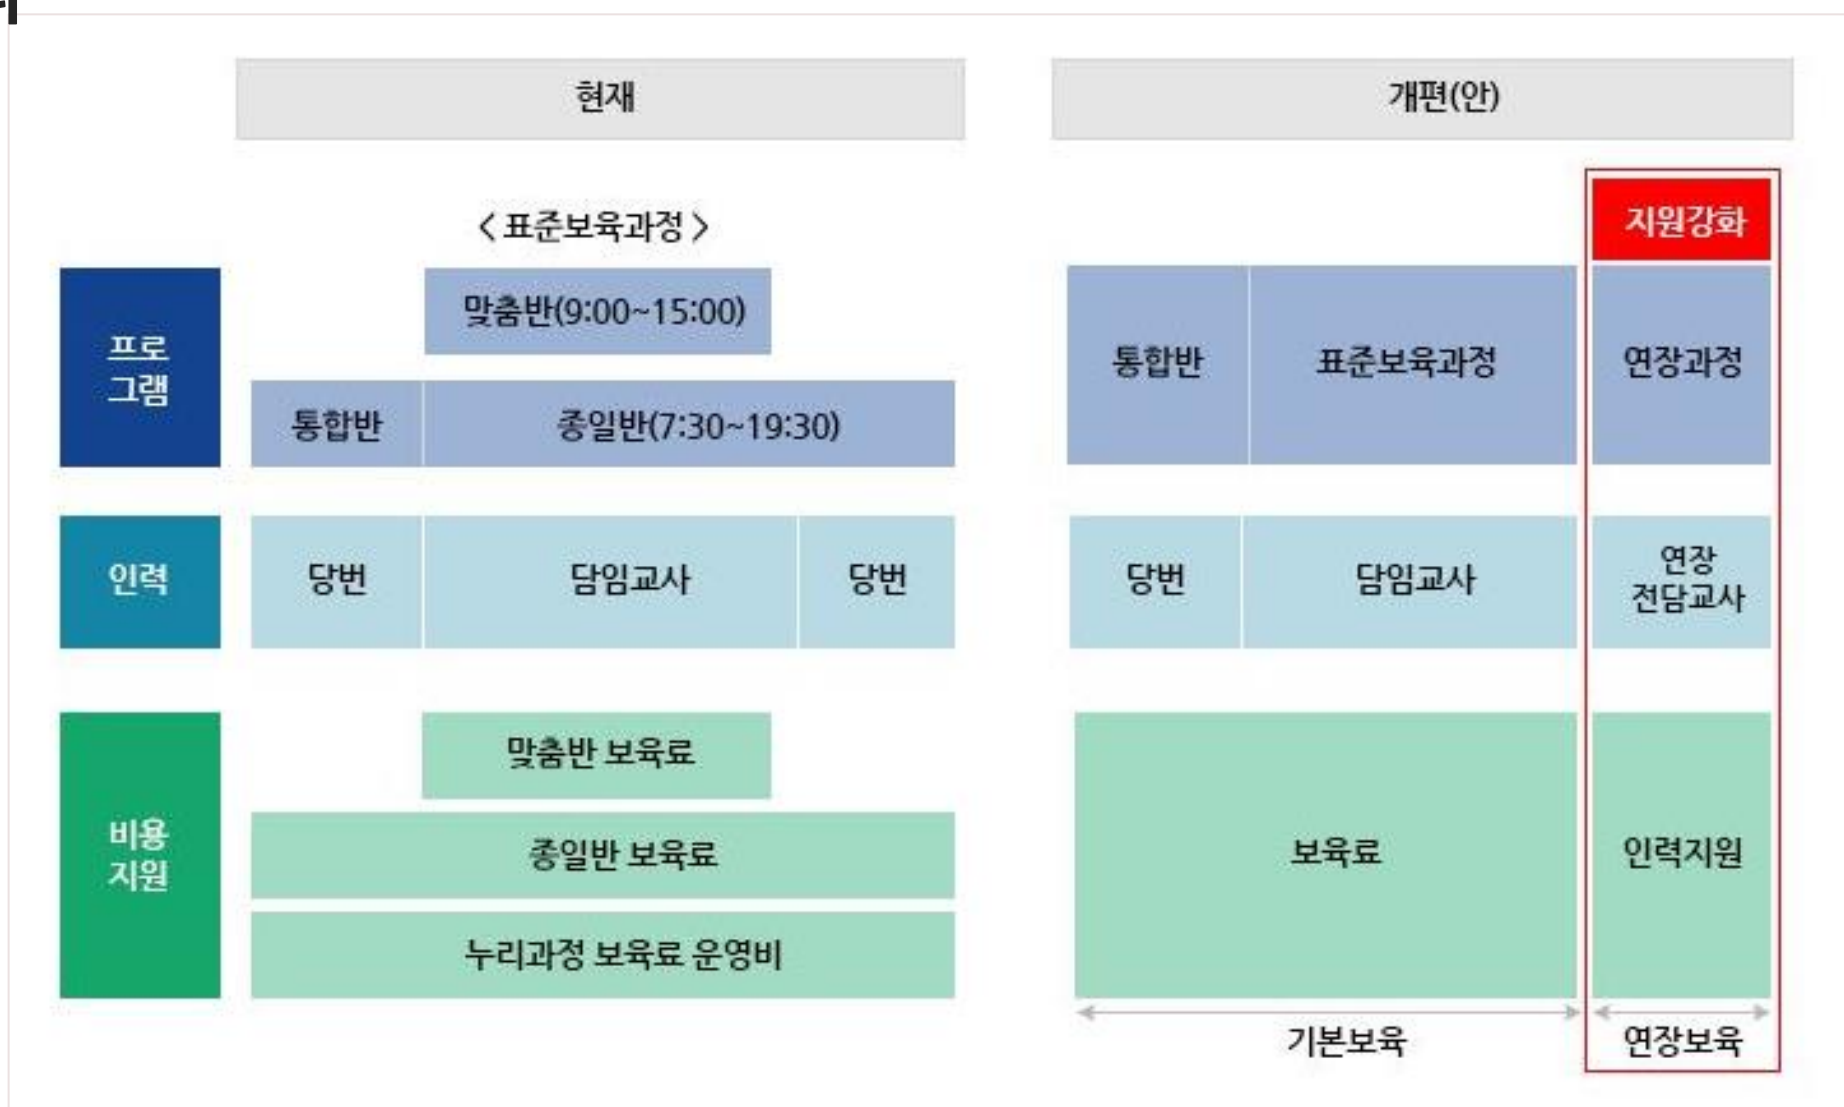 현재
개편(안)
< 표준보육과정 >
지원강화
프로
그램
맞춤반(9:00~15:00)
통합반
종일반(7:30~19:30)
통합반
표준보육과정
연장과정
인력
당번
담임교사
당번
당번
담임교사
연장
전담교사
비용
지원
맞춤반 보육료
종일반 보육료
누리과정 보육료 운영비
보육료
인력지원
기본보육
연장보육